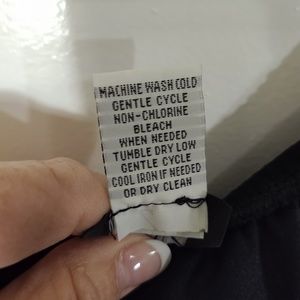 MACHINE WASH COLD
GENTLE CYCLE
NON-CHLORINE
BLEACH
WHEN NEEDED
TUMBLE DRY LOW
GENTLE CYCLE
COOL IRON IF NEEDED
OR DRY CLEAN